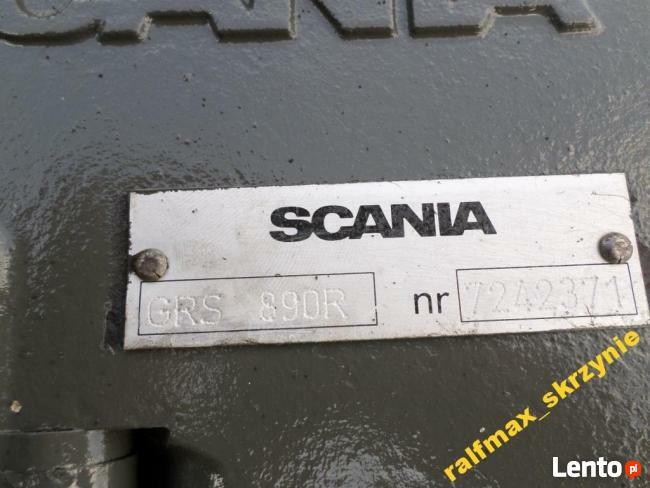 SCANIA
SCANIA
GRS 890R nr 7242371
ralfmax_skrzynie
Lento.pl